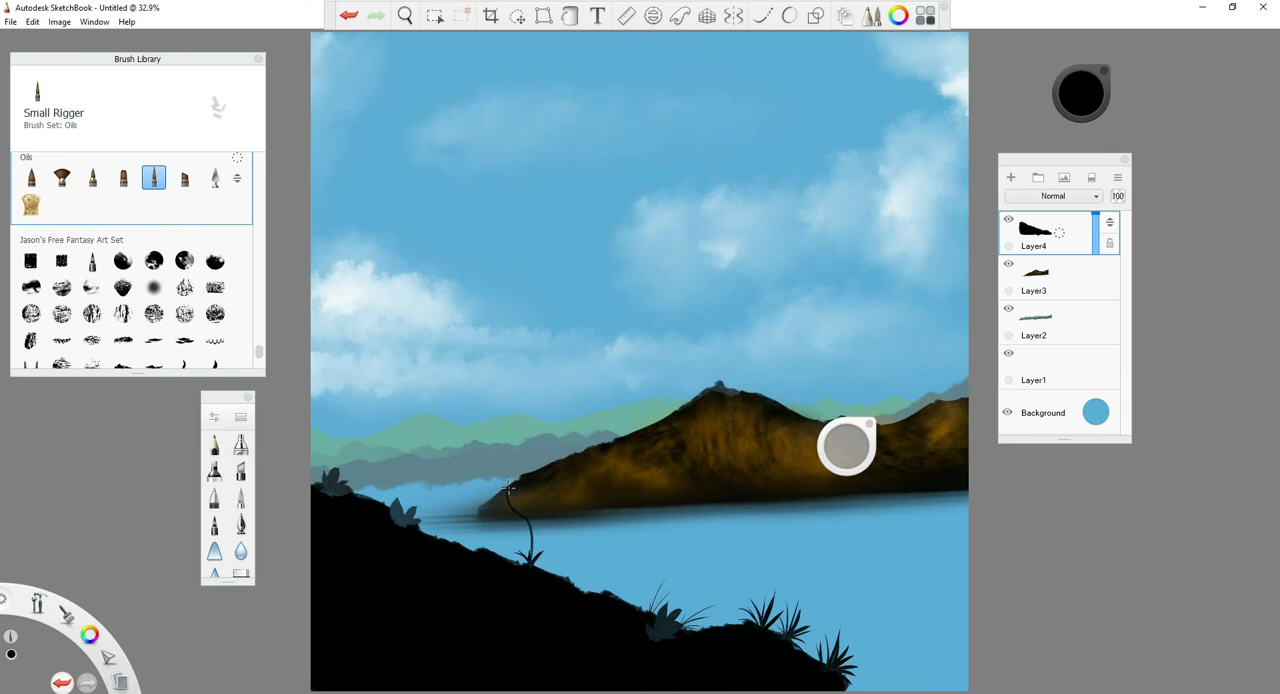 Autodesk SketchBook - Untitled @ 32.9%
File Edit Image Window Help
Brush Library
Small Rigger
Brush Set: Oils
Oils
Jason's Free Fantasy Art Set
Normal
100
Layer4
Layer3
Layer2
Layer1
Background